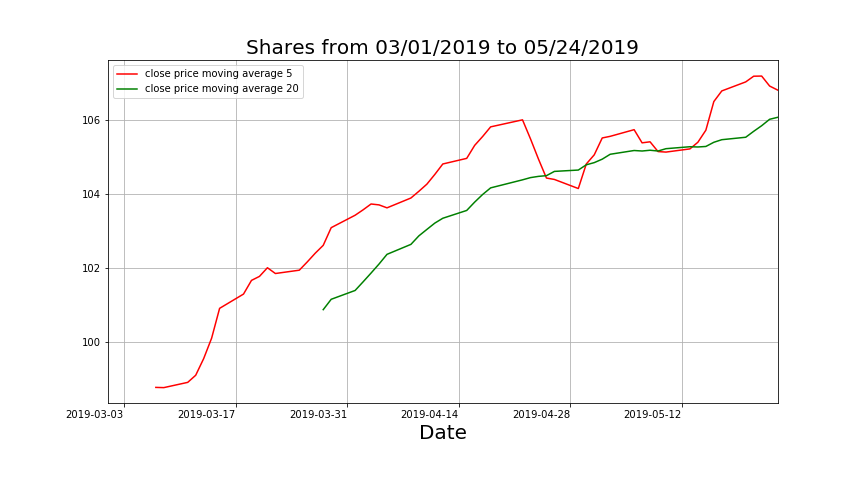 Shares from 03/01/2019 to 05/24/2019
close price moving average 5
close price moving average 20
106
104
102
100
2019-03-03 2019-03-17 2019-03-31 2019-04-14 2019-04-28 2019-05-12
Date